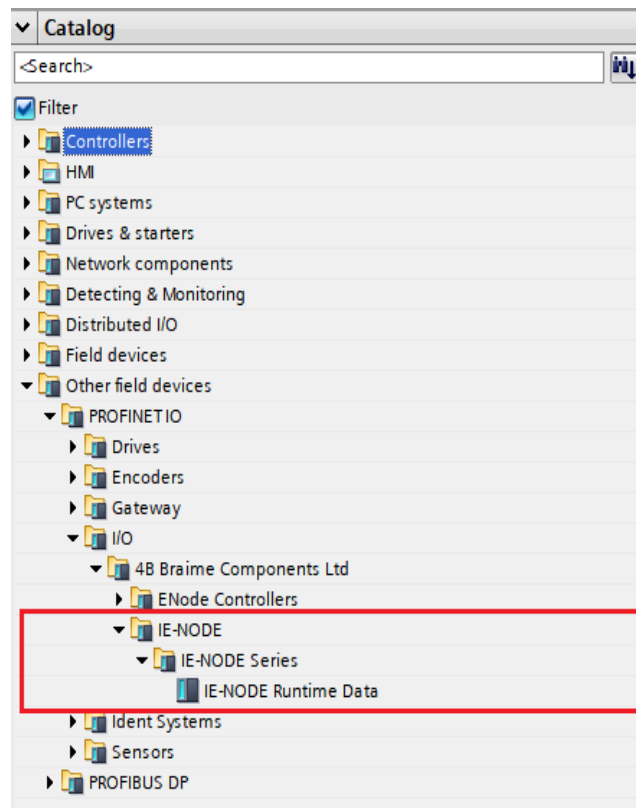 Catalog
<Search>
Filter
Controllers
HMI
PC systems
Drives & starters
Network components
Detecting & Monitoring
Distributed I/O
Field devices
Other field devices
PROFINET IO
Drives
Encoders
Gateway
I/O
4B Braime Components Ltd
ENode Controllers
IE-NODE
IE-NODE Series
IE-NODE Runtime Data
Ident Systems
Sensors
PROFIBUS DP